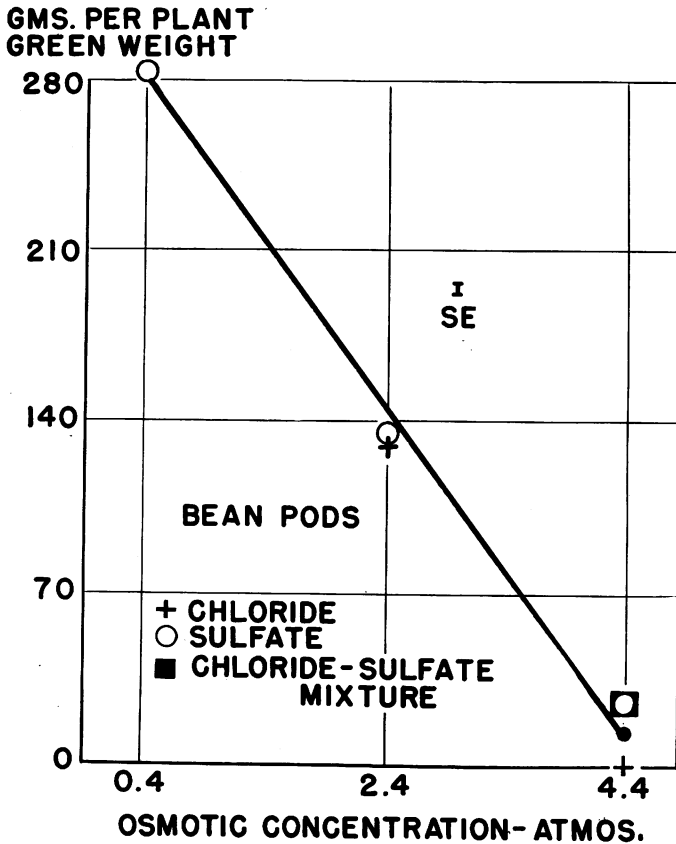 GMS. PER PLANT
GREEN WEIGHT
280
210
I
SE
140
BEAN PODS
70
+ CHLORIDE
○ SULFATE
■ CHLORIDE-SULFATE
MIXTURE
0
0.4 2.4 4.4
OSMOTIC CONCENTRATION-ATMOS.